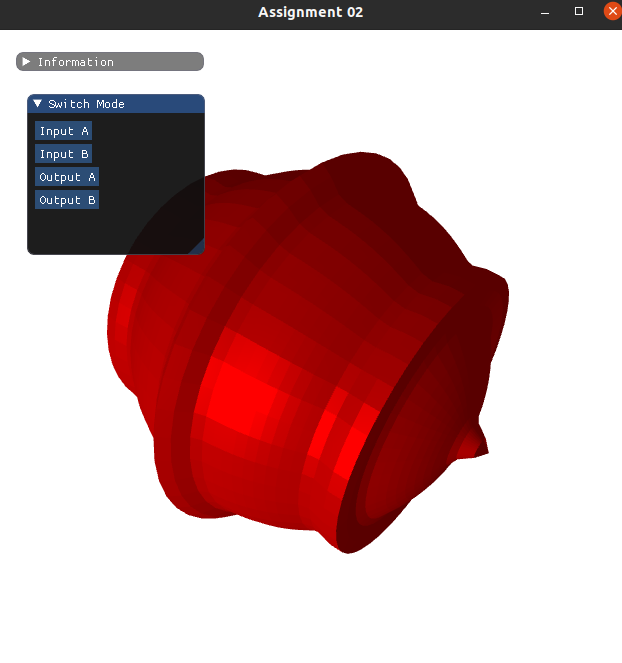 Assignment 02
Information
Switch Mode
Input A
Input B
Output A
Output B